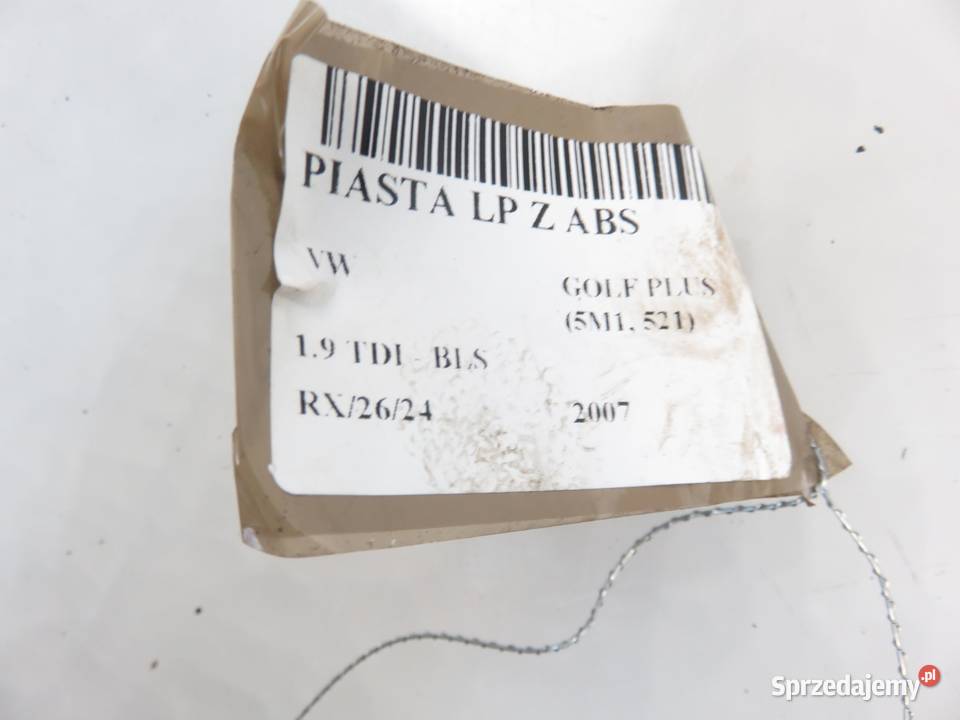 PIASTA LP Z ABS
VW
GOLF PLUS
(5M1, 521)
1.9 TDI - BLS
RX/26/24 2007
Sprzedajemy.pl